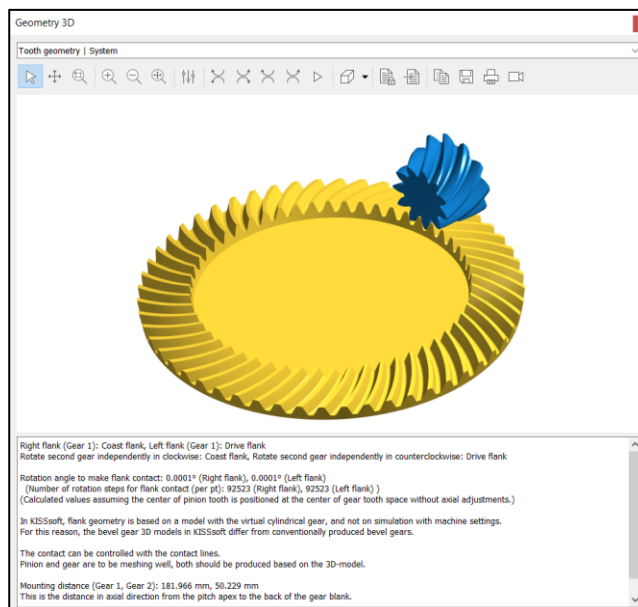 Geometry 3D
Tooth geometry | System
Right flank (Gear 1): Coast flank, Left flank (Gear 1): Drive flank
Rotate second gear independently in clockwise: Coast flank, Rotate second gear independently in counterclockwise: Drive flank
Rotation angle to make flank contact: 0.0001° (Right flank), 0.0001° (Left flank)
(Number of rotation steps for flank contact (per pt): 92523 (Right flank), 92523 (Left flank) )
(Calculated values assuming the center of pinion tooth is positioned at the center of gear tooth space without axial adjustments.)
In KISSsoft, flank geometry is based on a model with the virtual cylindrical gear, and not on simulation with machine settings.
For this reason, the bevel gear 3D models in KISSsoft differ from conventionally produced bevel gears.
The contact can be controlled with the contact lines.
Pinion and gear are to be meshing well, both should be produced based on the 3D-model.
Mounting distance (Gear 1, Gear 2): 181.966 mm, 50.229 mm
This is the distance in axial direction from the pitch apex to the back of the gear blank.